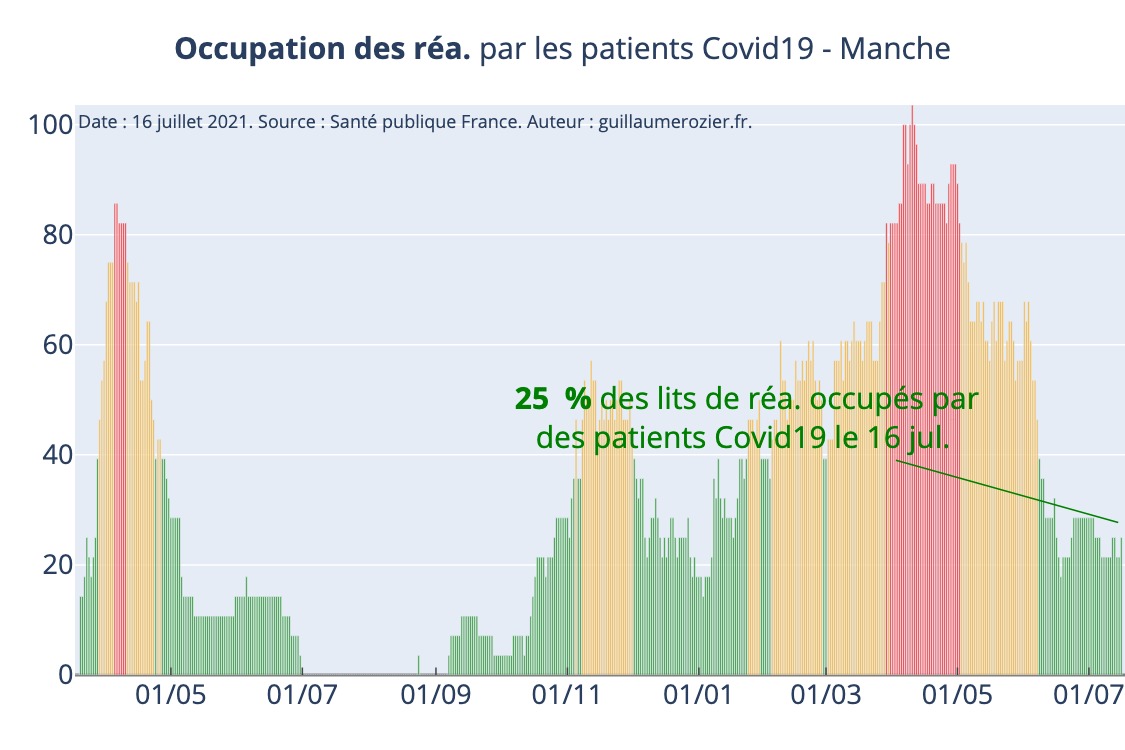 Occupation des réa. par les patients Covid19 - Manche
Date : 16 juillet 2021. Source : Santé publique France. Auteur : guillaumerozier.fr.
100
80
60
40
20
0
25 % des lits de réa. occupés par
des patients Covid19 le 16 jul.
01/05 01/07 01/09 01/11 01/01 01/03 01/05 01/07